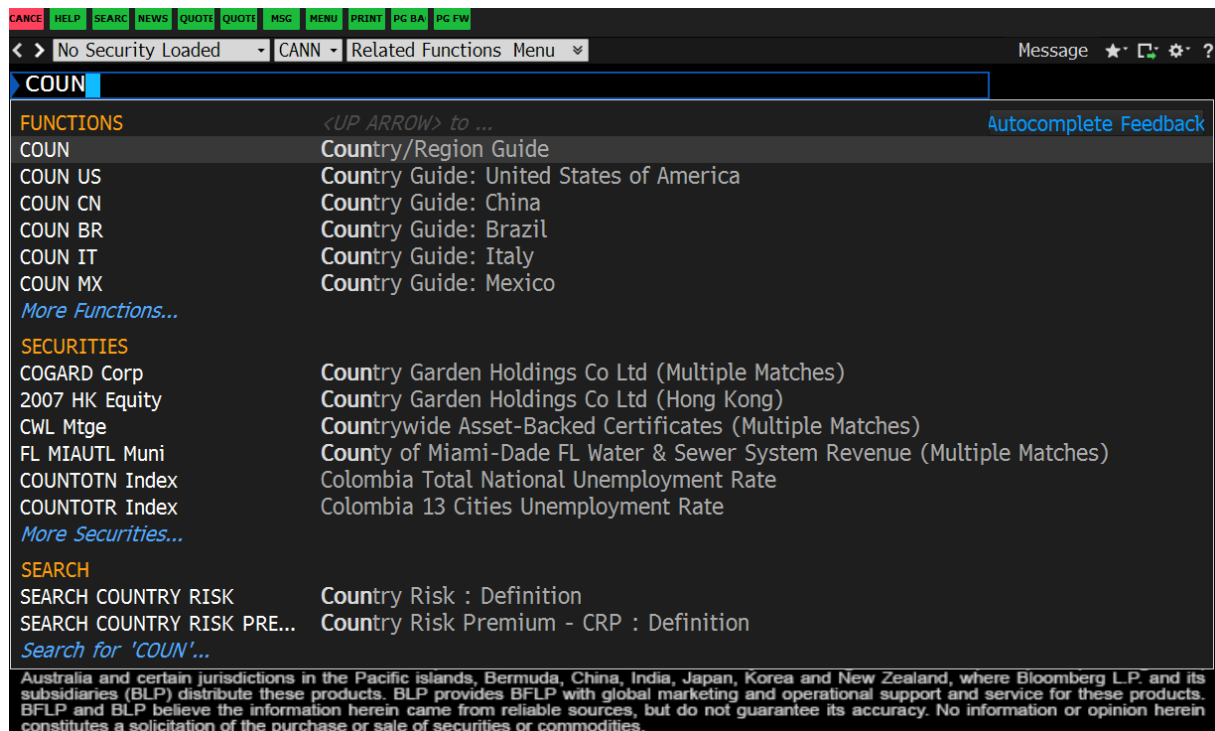 CANCE HELP SEARC NEWS QUOTE QUOTE MSG MENU PRINT PG BA PG FW
No Security Loaded CANN Related Functions Menu Message ?
COUN
FUNCTIONS <UP ARROW> to ... Autocomplete Feedback
COUN Country/Region Guide
COUN US Country Guide: United States of America
COUN CN Country Guide: China
COUN BR Country Guide: Brazil
COUN IT Country Guide: Italy
COUN MX Country Guide: Mexico
More Functions...
SECURITIES
COGARD Corp Country Garden Holdings Co Ltd (Multiple Matches)
2007 HK Equity Country Garden Holdings Co Ltd (Hong Kong)
CWL Mtge Countrywide Asset-Backed Certificates (Multiple Matches)
FL MIAUTL Muni County of Miami-Dade FL Water & Sewer System Revenue (Multiple Matches)
COUNTOTN Index Colombia Total National Unemployment Rate
COUNTOTR Index Colombia 13 Cities Unemployment Rate
More Securities...
SEARCH
SEARCH COUNTRY RISK Country Risk : Definition
SEARCH COUNTRY RISK PRE... Country Risk Premium - CRP : Definition
Search for 'COUN'...
Australia and certain jurisdictions in the Pacific islands, Bermuda, China, India, Japan, Korea and New Zealand, where Bloomberg L.P. and its
subsidiaries (BLP) distribute these products. BLP provides BFLP with global marketing and operational support and service for these products.
BFLP and BLP believe the information herein came from reliable sources, but do not guarantee its accuracy. No information or opinion herein
constitutes a solicitation of the purchase or sale of securities or commodities.